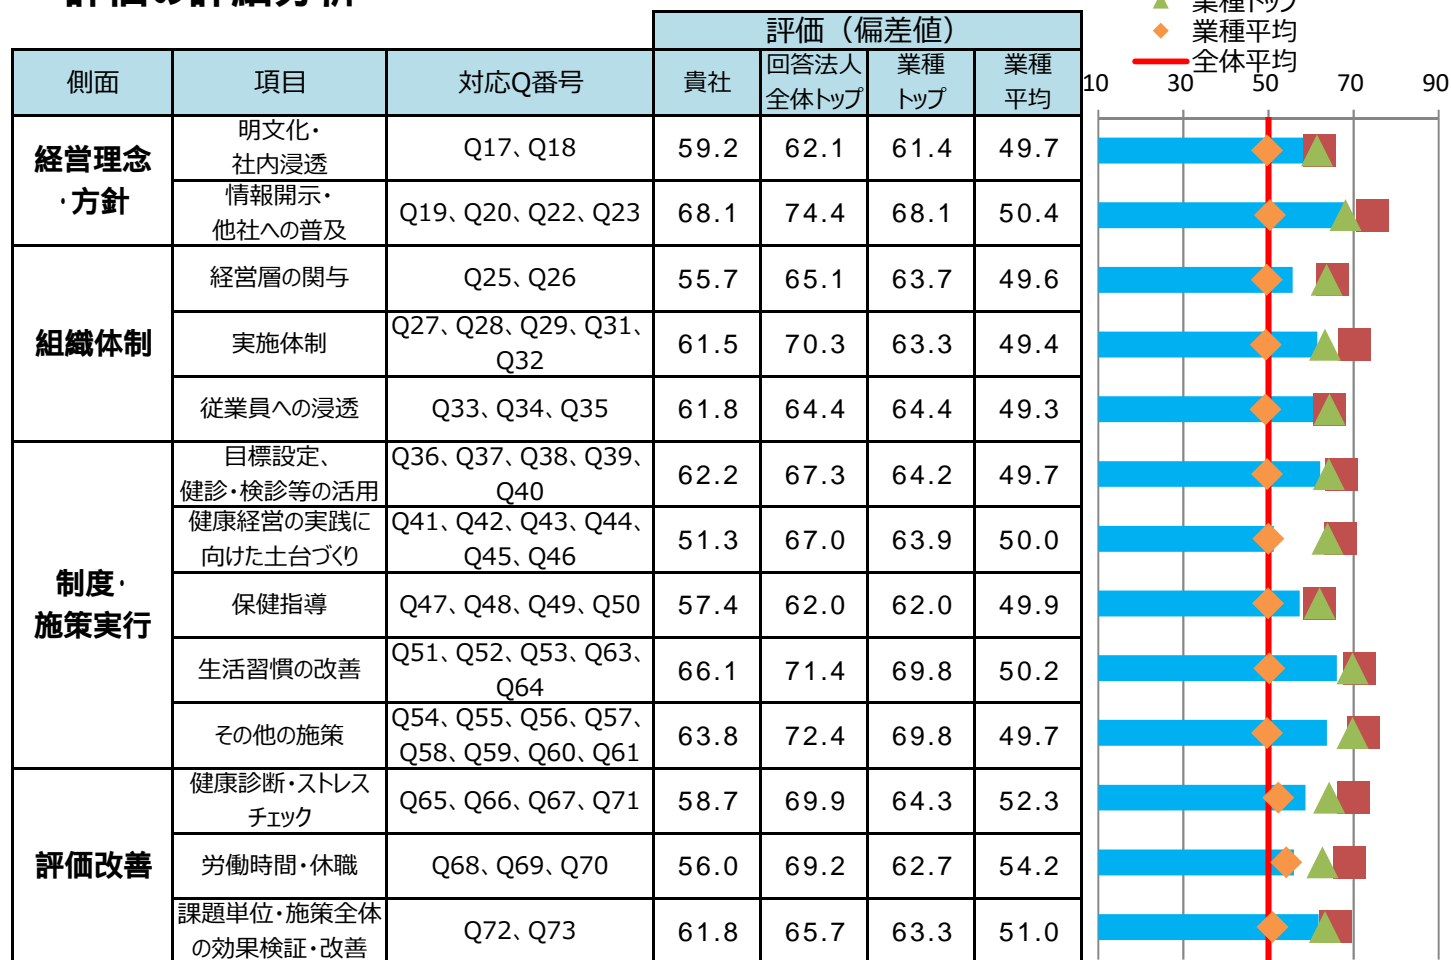 評価の詳細分析
業種トップ
業種平均
全体平均
評価（偏差値）
側面 項目 対応Q番号 貴社 回答法人全体トップ 業種トップ 業種平均
10 30 50 70 90
経営理念・方針
明文化・社内浸透 Q17、Q18 59.2 62.1 61.4 49.7
情報開示・他社への普及 Q19、Q20、Q22、Q23 68.1 74.4 68.1 50.4
組織体制
経営層の関与 Q25、Q26 55.7 65.1 63.7 49.6
実施体制 Q27、Q28、Q29、Q31、Q32 61.5 70.3 63.3 49.4
従業員への浸透 Q33、Q34、Q35 61.8 64.4 64.4 49.3
制度・施策実行
目標設定、健診・検診等の活用 Q36、Q37、Q38、Q39、Q40 62.2 67.3 64.2 49.7
健康経営の実践に向けた土台づくり Q41、Q42、Q43、Q44、Q45、Q46 51.3 67.0 63.9 50.0
保健指導 Q47、Q48、Q49、Q50 57.4 62.0 62.0 49.9
生活習慣の改善 Q51、Q52、Q53、Q63、Q64 66.1 71.4 69.8 50.2
その他の施策 Q54、Q55、Q56、Q57、Q58、Q59、Q60、Q61 63.8 72.4 69.8 49.7
評価改善
健康診断・ストレスチェック Q65、Q66、Q67、Q71 58.7 69.9 64.3 52.3
労働時間・休職 Q68、Q69、Q70 56.0 69.2 62.7 54.2
課題単位・施策全体の効果検証・改善 Q72、Q73 61.8 65.7 63.3 51.0